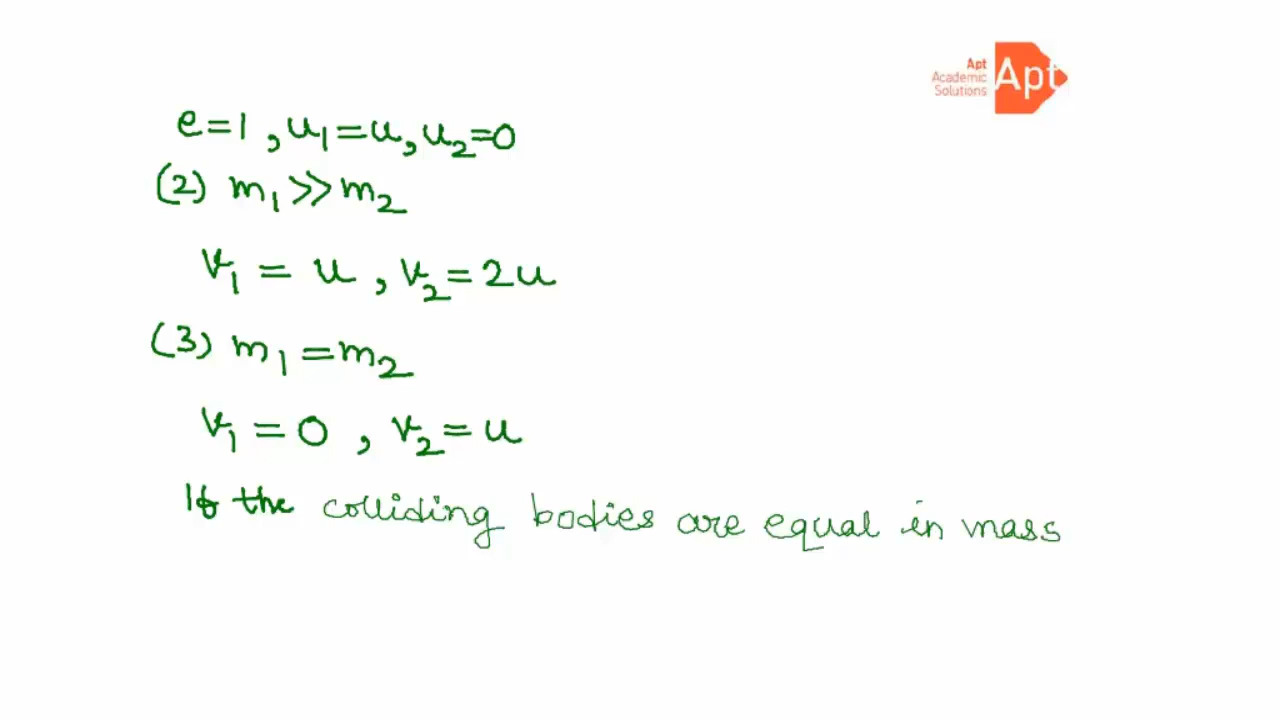 Apt
Academic
Solutions
Apt
e=1, u₁=u, u₂=0
(2) m₁>>m₂
v₁ = u, v₂=2u
(3) m₁=m₂
v₁ = 0, v₂=u
If the colliding bodies are equal in mass